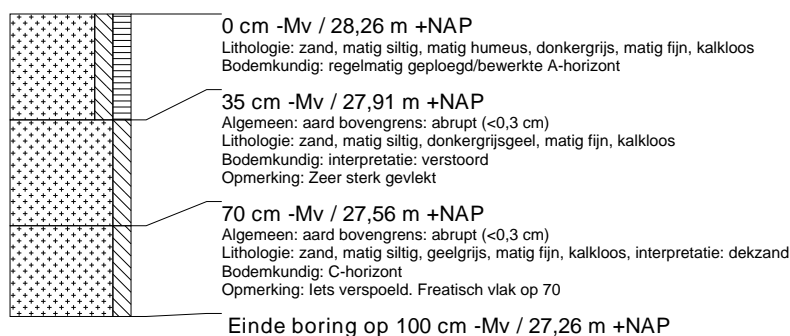 0 cm -Mv / 28,26 m +NAP
Lithologie: zand, matig siltig, matig humeus, donkergrijs, matig fijn, kalkloos
Bodemkundig: regelmatig geploegd/bewerkte A-horizont
35 cm -Mv / 27,91 m +NAP
Algemeen: aard bovengrens: abrupt (<0,3 cm)
Lithologie: zand, matig siltig, donkergrijsgeel, matig fijn, kalkloos
Bodemkundig: interpretatie: verstoord
Opmerking: Zeer sterk gevlekt
70 cm -Mv / 27,56 m +NAP
Algemeen: aard bovengrens: abrupt (<0,3 cm)
Lithologie: zand, matig siltig, geelgrijs, matig fijn, kalkloos, interpretatie: dekzand
Bodemkundig: C-horizont
Opmerking: Iets verspoeld. Freatisch vlak op 70
Einde boring op 100 cm -Mv / 27,26 m +NAP